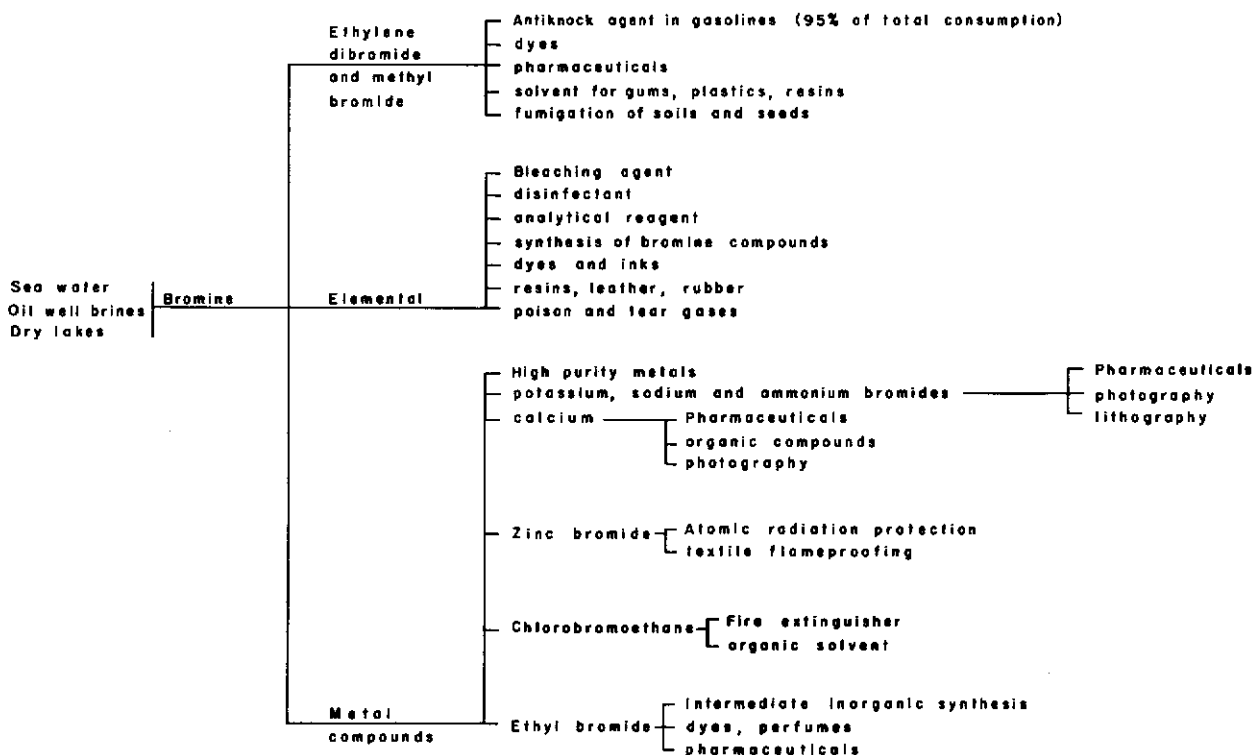 Sea water
Oil well brines
Dry lakes
Bromine
Ethylene
dibromide
and methyl
bromide
Antiknock agent in gasolines (95% of total consumption)
dyes
pharmaceuticals
solvent for gums, plastics, resins
fumigation of soils and seeds
Elemental
Bleaching agent
disinfectant
analytical reagent
synthesis of bromine compounds
dyes and inks
resins, leather, rubber
poison and tear gases
Metal
compounds
High purity metals
potassium, sodium and ammonium bromides
Pharmaceuticals
photography
lithography
calcium
Pharmaceuticals
organic compounds
photography
Zinc bromide
Atomic radiation protection
textile flameproofing
Chlorobromoethane
Fire extinguisher
organic solvent
Ethyl bromide
Intermediate inorganic synthesis
dyes, perfumes
pharmaceuticals